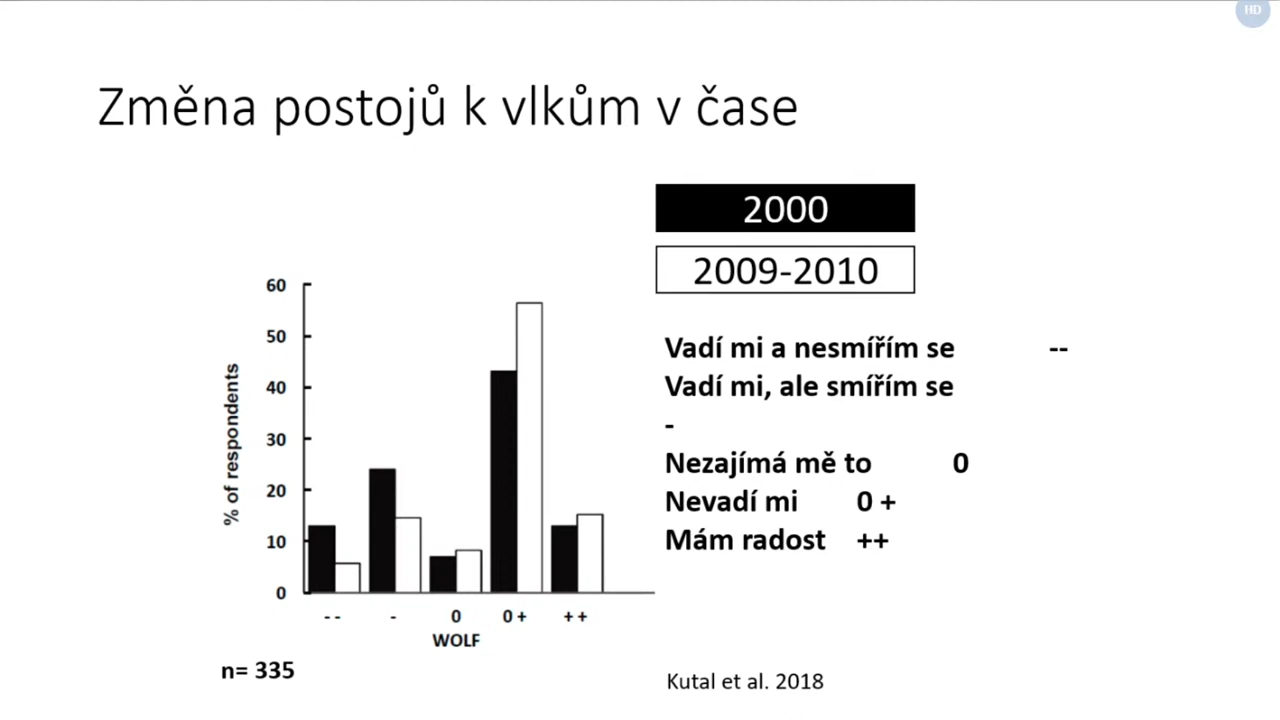 HD
Změna postojů k vlkům v čase
2000
2009-2010
60
50
40
30
20
10
0
% of respondents
- -
-
0
0 +
+ +
WOLF
n= 335
Vadí mi a nesmířím se --
Vadí mi, ale smířím se
-
Nezajímá mě to 0
Nevadí mi 0 +
Mám radost ++
Kutal et al. 2018